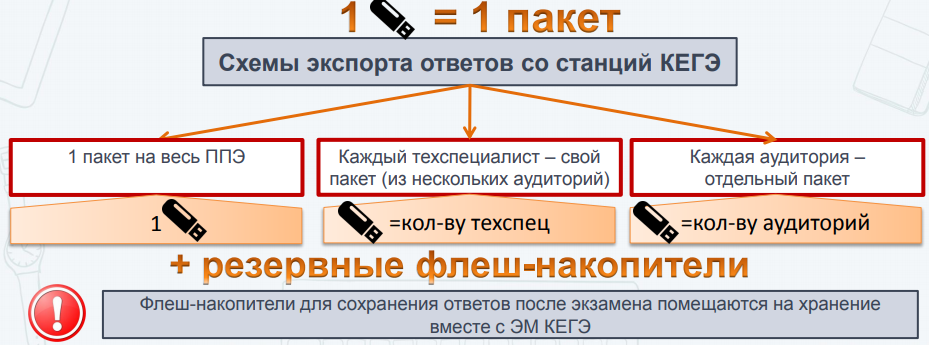 1 = 1 пакет
Схемы экспорта ответов со станций КЕГЭ
1 пакет на весь ППЭ
1
Каждый техспециалист – свой
пакет (из нескольких аудиторий)
=кол-ву техспец
Каждая аудитория –
отдельный пакет
=кол-ву аудиторий
+ резервные флеш-накопители
!
Флеш-накопители для сохранения ответов после экзамена помещаются на хранение
вместе с ЭМ КЕГЭ